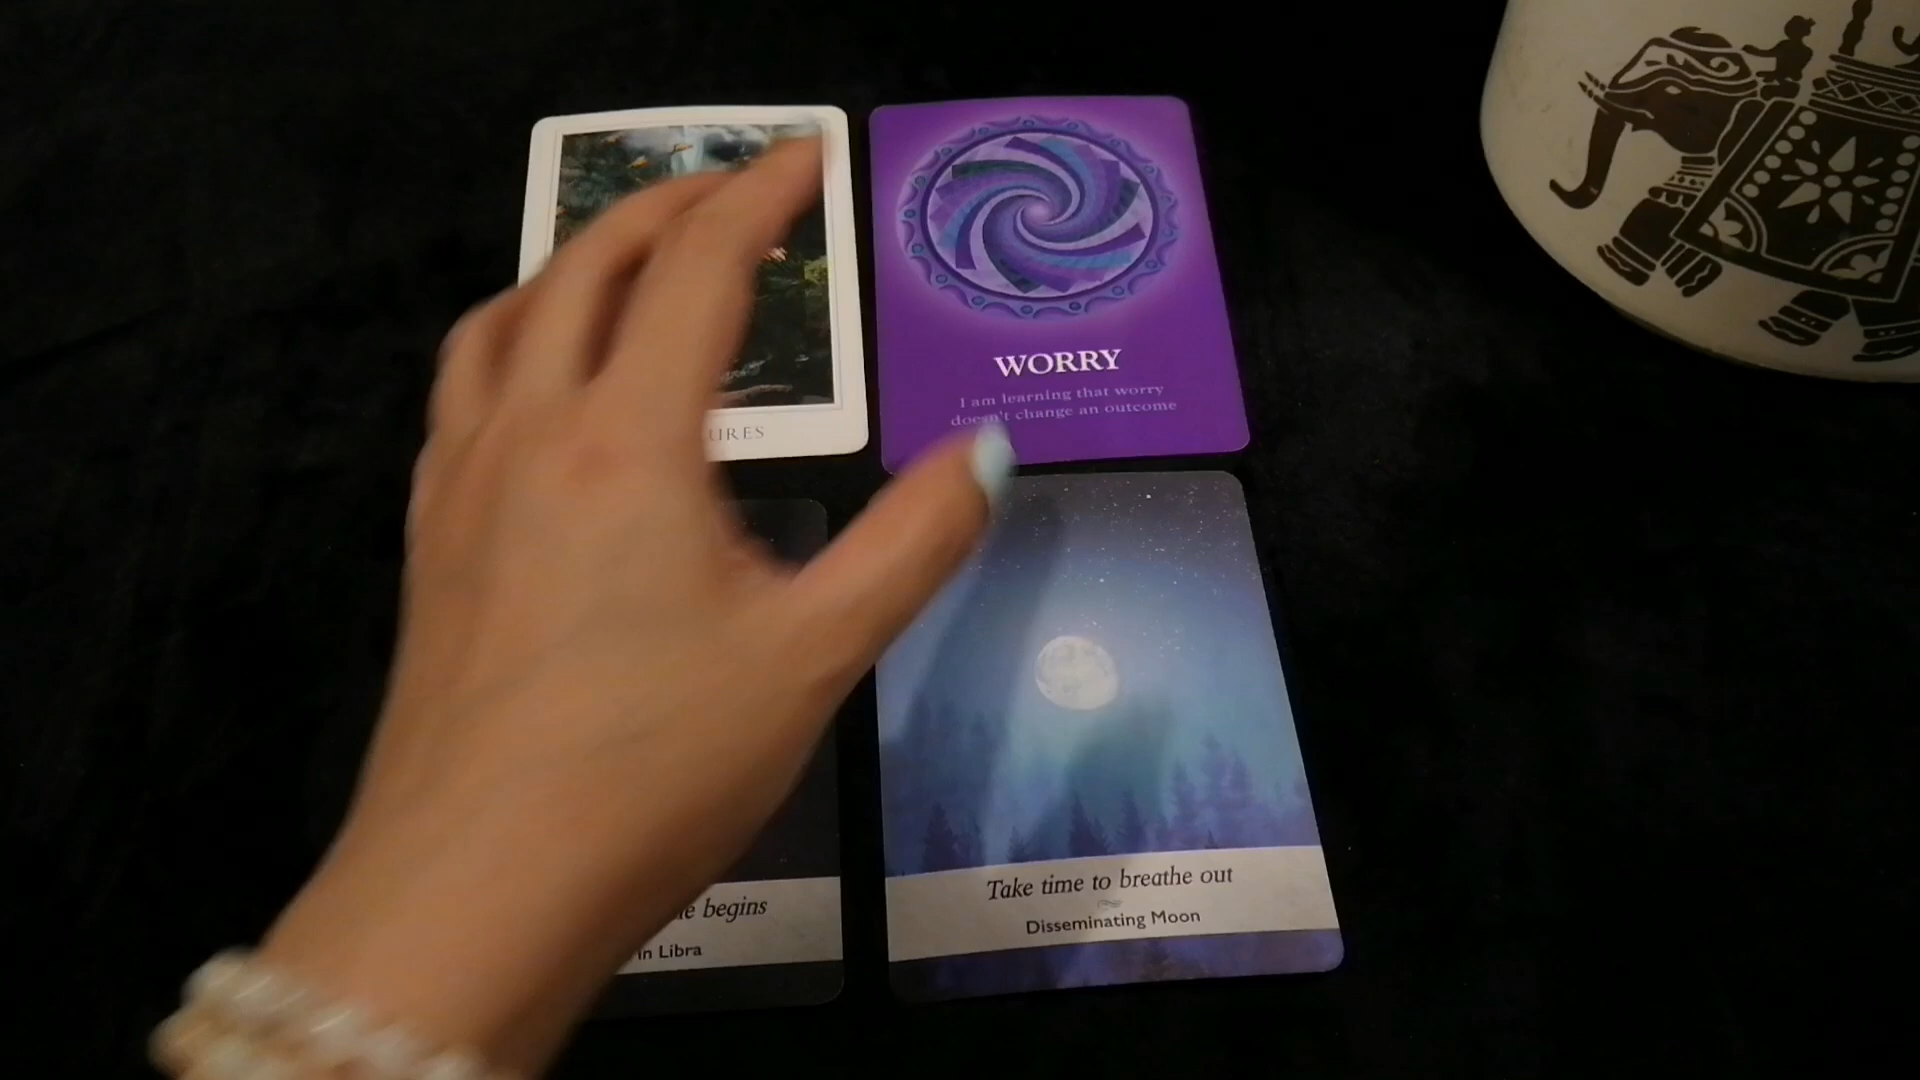 URES
WORRY
I am learning that worry
doesn't change an outcome
begins
in Libra
Take time to breathe out
Disseminating Moon